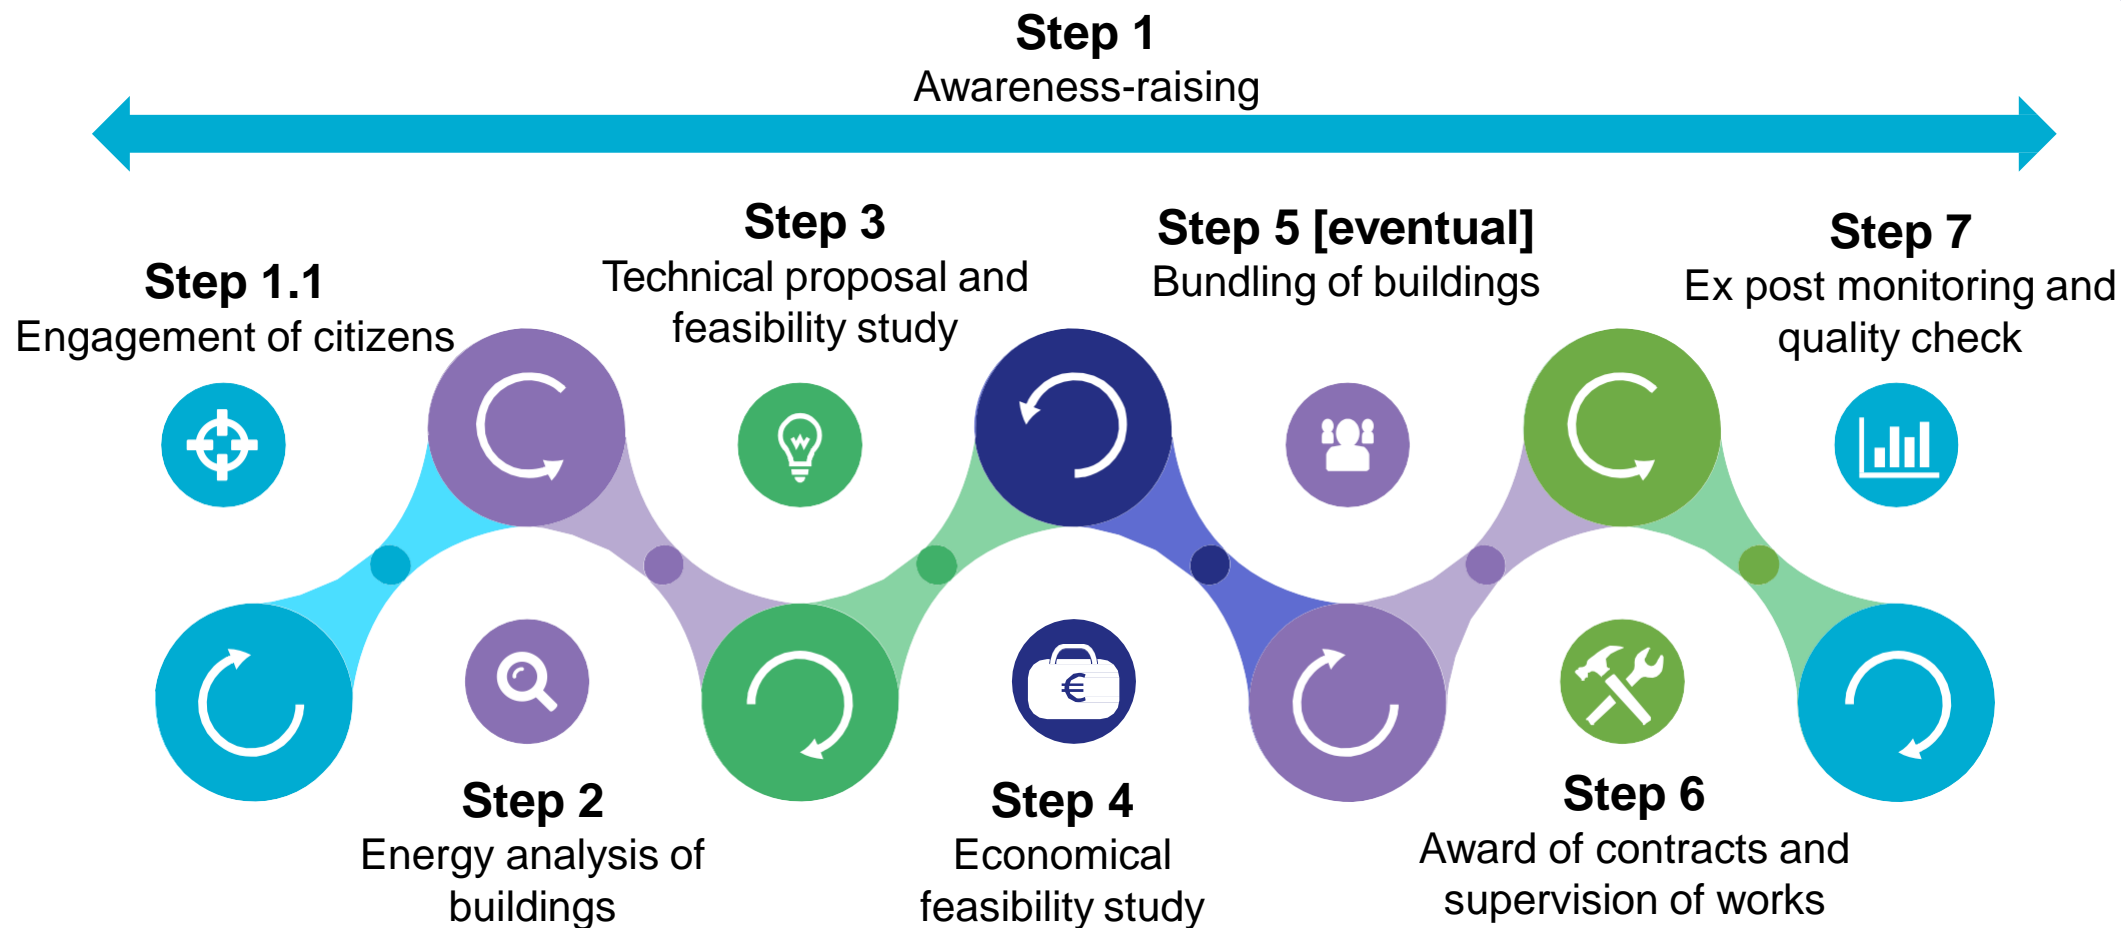 Step 1
Awareness-raising
Step 1.1
Engagement of citizens
Step 2
Energy analysis of
buildings
Step 3
Technical proposal and
feasibility study
Step 4
Economical
feasibility study
€
Step 5 [eventual]
Bundling of buildings
Step 6
Award of contracts and
supervision of works
Step 7
Ex post monitoring and
quality check